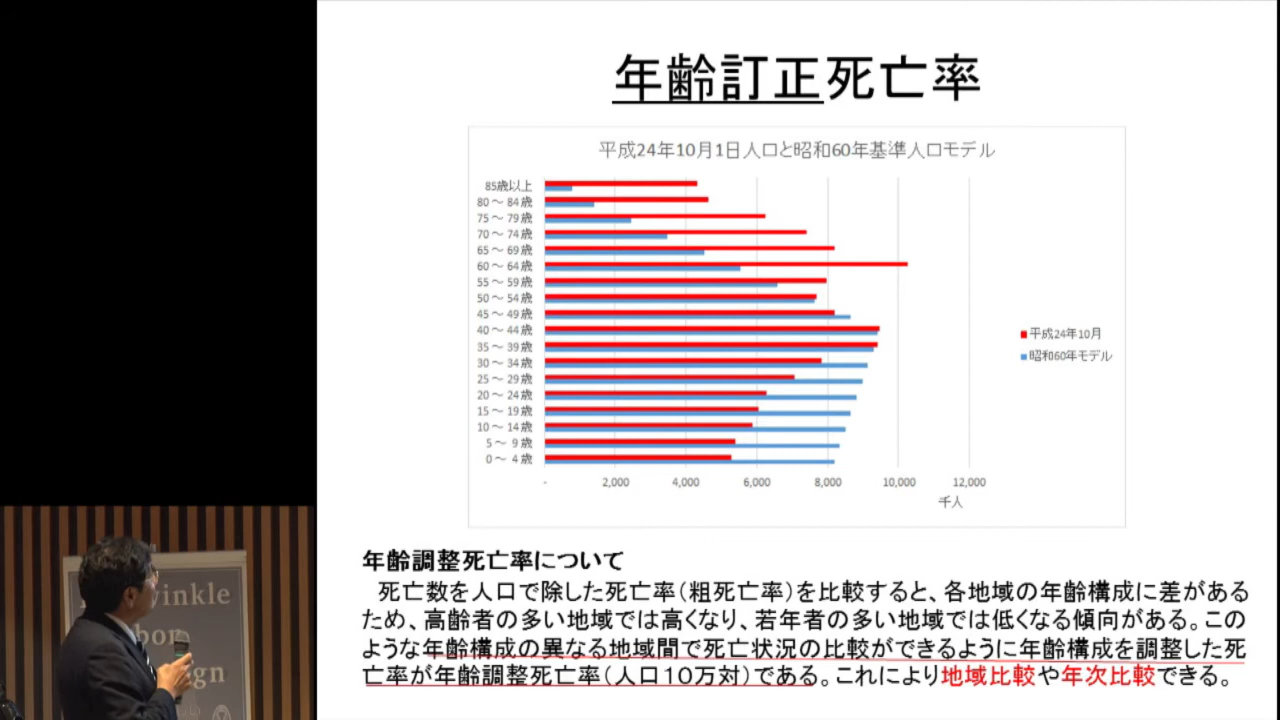 年齢訂正死亡率
平成24年10月1日人口と昭和60年基準人口モデル
85歳以上
80～84歳
75～79歳
70～74歳
65～69歳
60～64歳
55～59歳
50～54歳
45～49歳
40～44歳
35～39歳
30～34歳
25～29歳
20～24歳
15～19歳
10～14歳
5～ 9歳
0～ 4歳
- 2,000 4,000 6,000 8,000 10,000 12,000
千人
平成24年10月
昭和60年モデル
年齢調整死亡率について
死亡数を人口で除した死亡率（粗死亡率）を比較すると、各地域の年齢構成に差がある
ため、高齢者の多い地域では高くなり、若年者の多い地域では低くなる傾向がある。この
ような年齢構成の異なる地域間で死亡状況の比較ができるように年齢構成を調整した死
亡率が年齢調整死亡率（人口１０万対）である。これにより地域比較や年次比較できる。